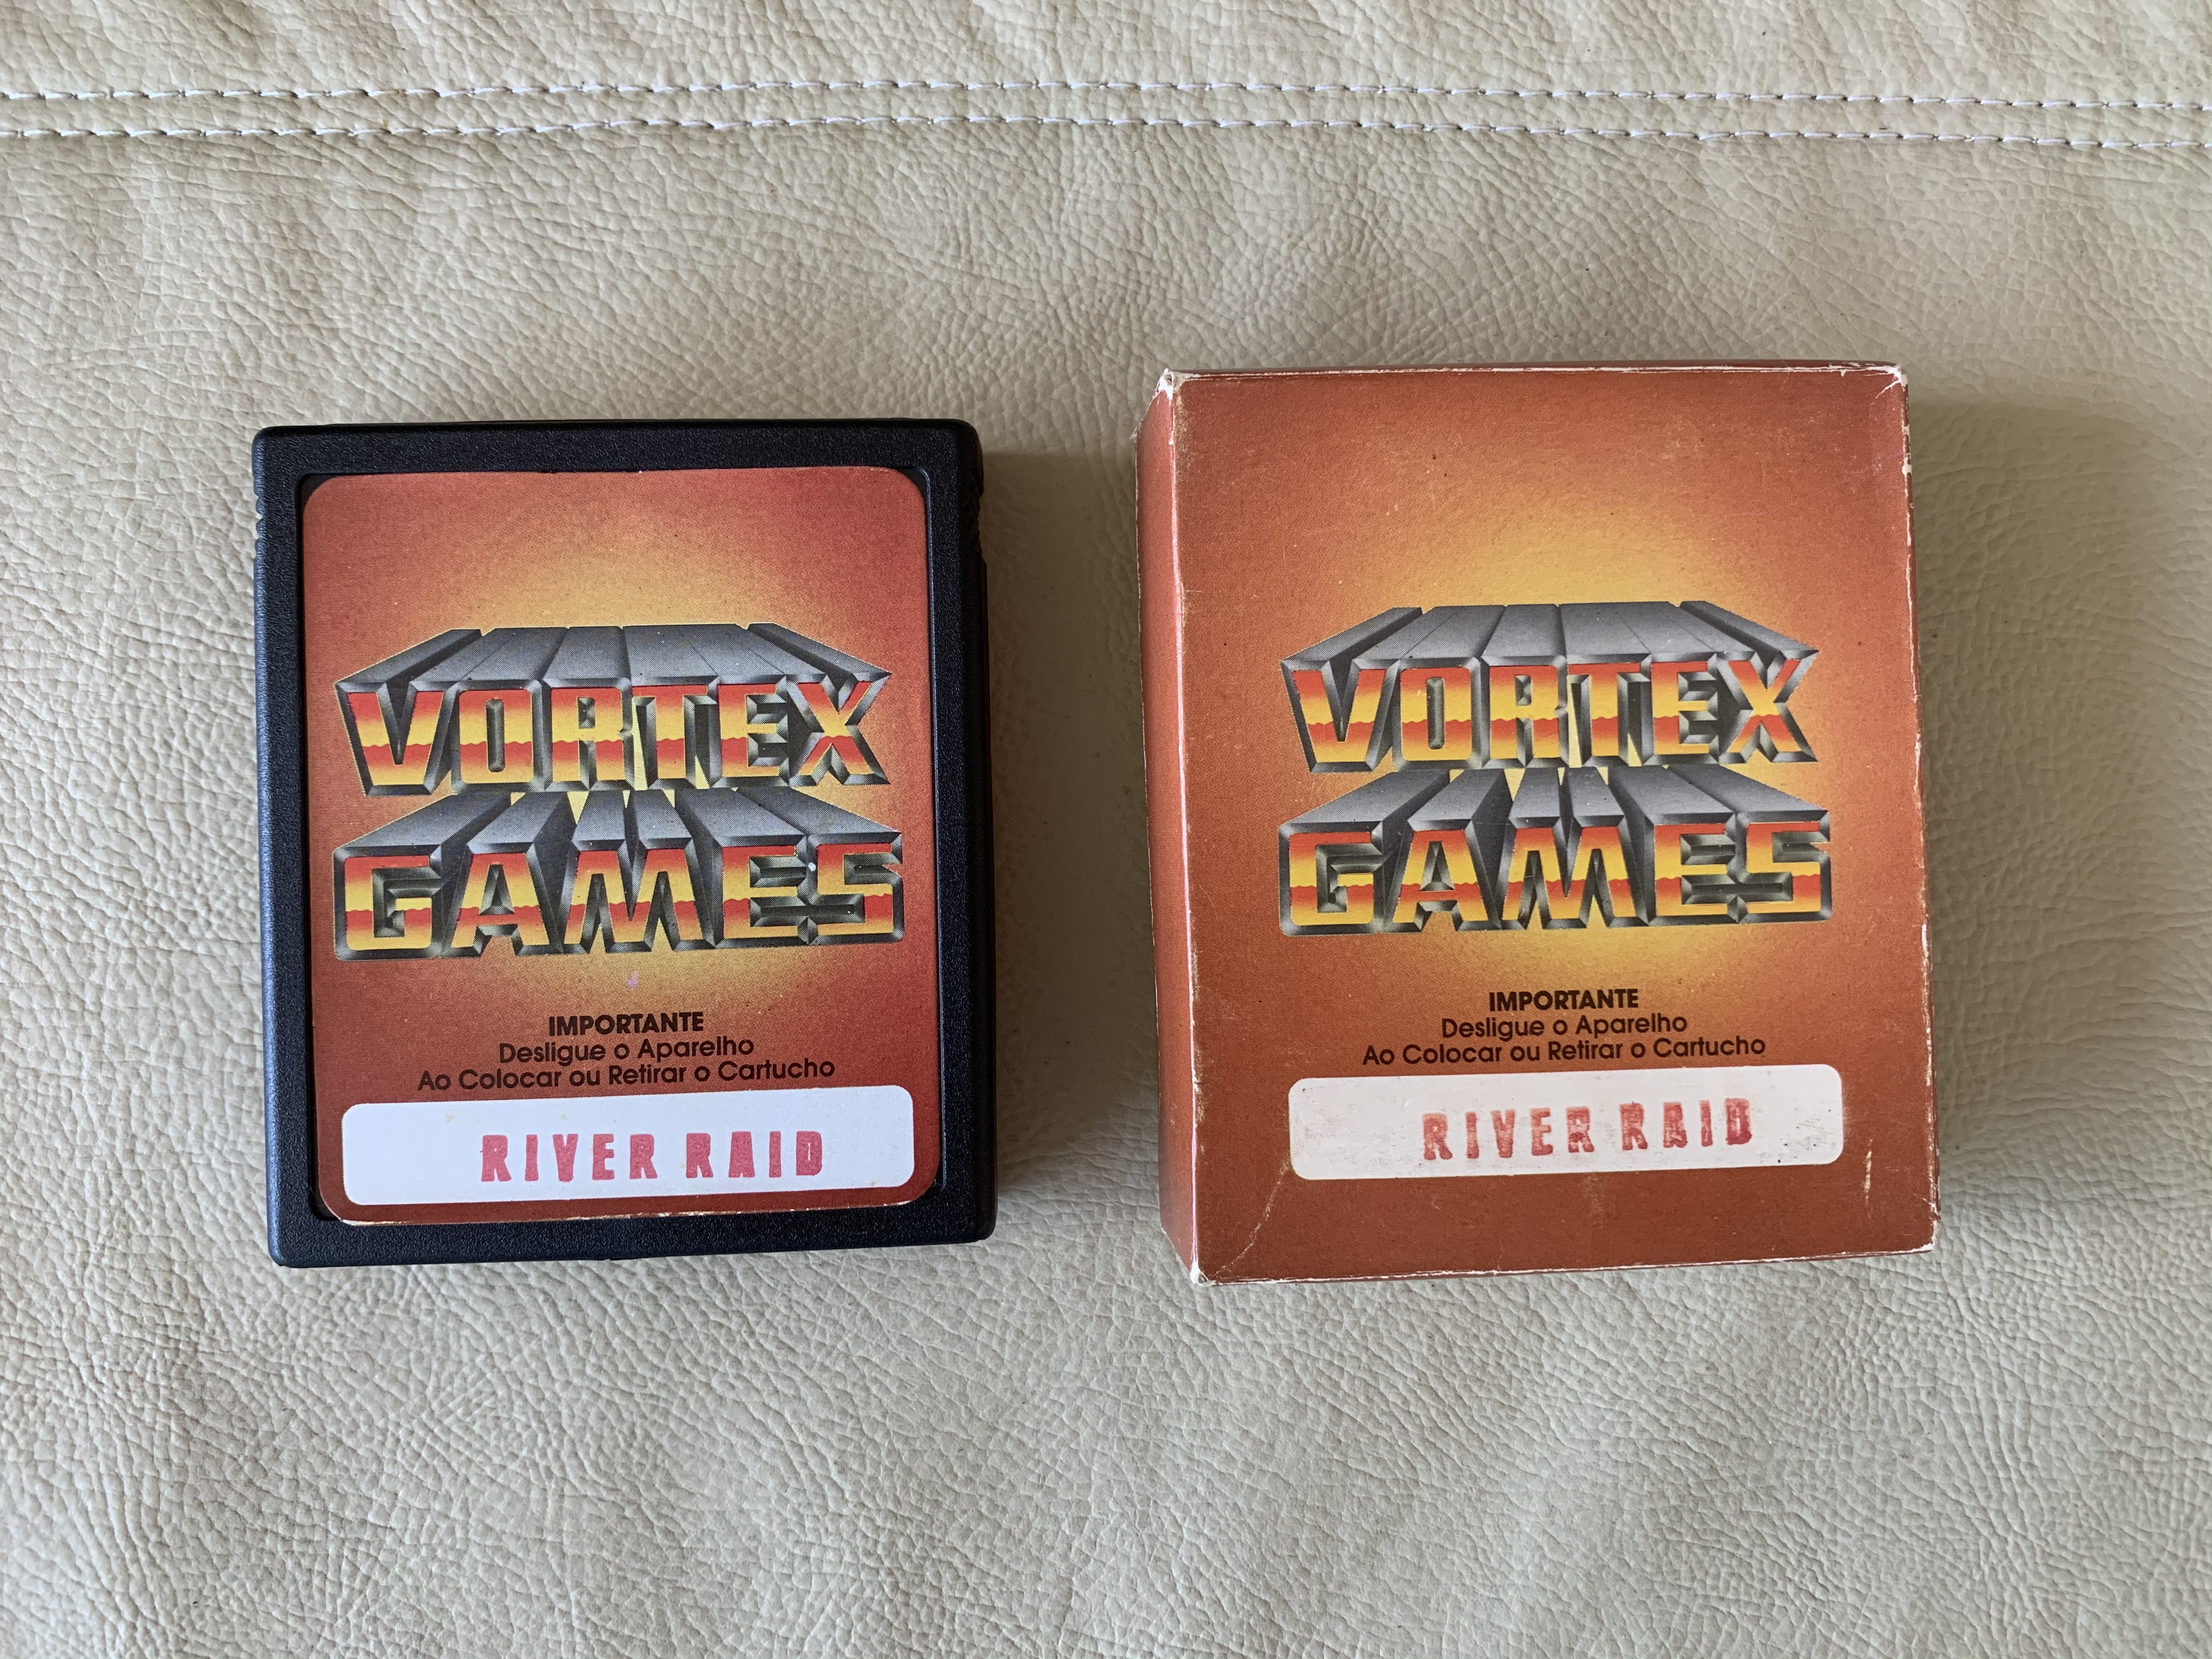 VORTEX
GAMES
IMPORTANTE
Desligue o Aparelho
Ao Colocar ou Retirar o Cartucho
RIVER RAID
VORTEX
GAMES
IMPORTANTE
Desligue o Aparelho
Ao Colocar ou Retirar o Cartucho
RIVER RAID